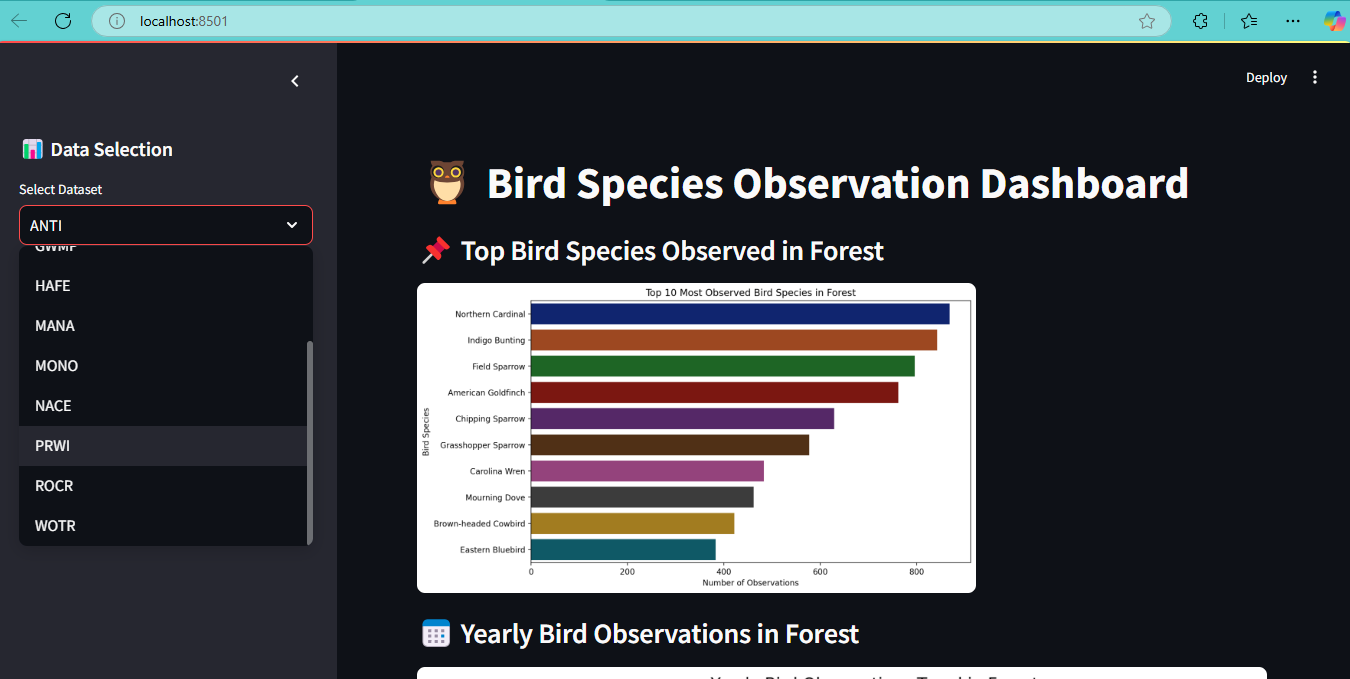 localhost:8501
Deploy
Data Selection
Select Dataset
ANTI
GWMP
HAFE
MANA
MONO
NACE
PRWI
ROCR
WOTR
Bird Species Observation Dashboard
Top Bird Species Observed in Forest
Top 10 Most Observed Bird Species in Forest
Bird Species
Northern Cardinal
Indigo Bunting
Field Sparrow
American Goldfinch
Chipping Sparrow
Grasshopper Sparrow
Carolina Wren
Mourning Dove
Brown-headed Cowbird
Eastern Bluebird
0 200 400 600 800
Number of Observations
Yearly Bird Observations in Forest